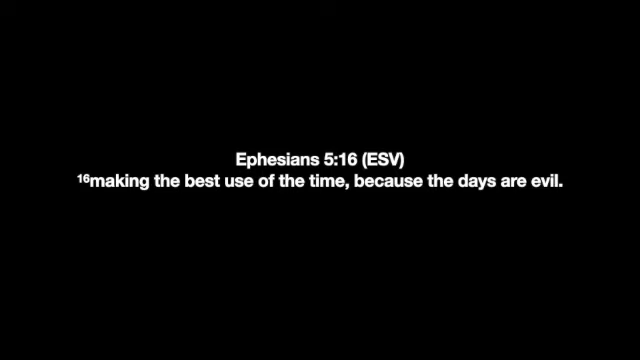 Ephesians 5:16 (ESV)
¹⁶making the best use of the time, because the days are evil.